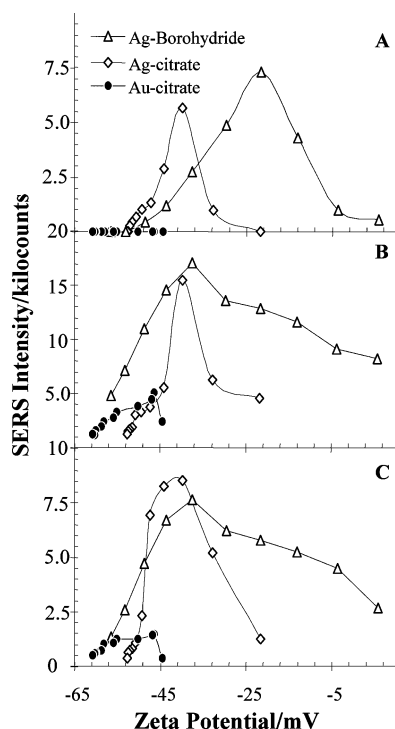 A
Ag-Borohydride
Ag-citrate
Au-citrate
7.5
5.0
2.5
20
B
15
10
5.0
10
C
7.5
5.0
2.5
0
-65
-45
-25
-5
SERS Intensity/kilocounts
Zeta Potential/mV